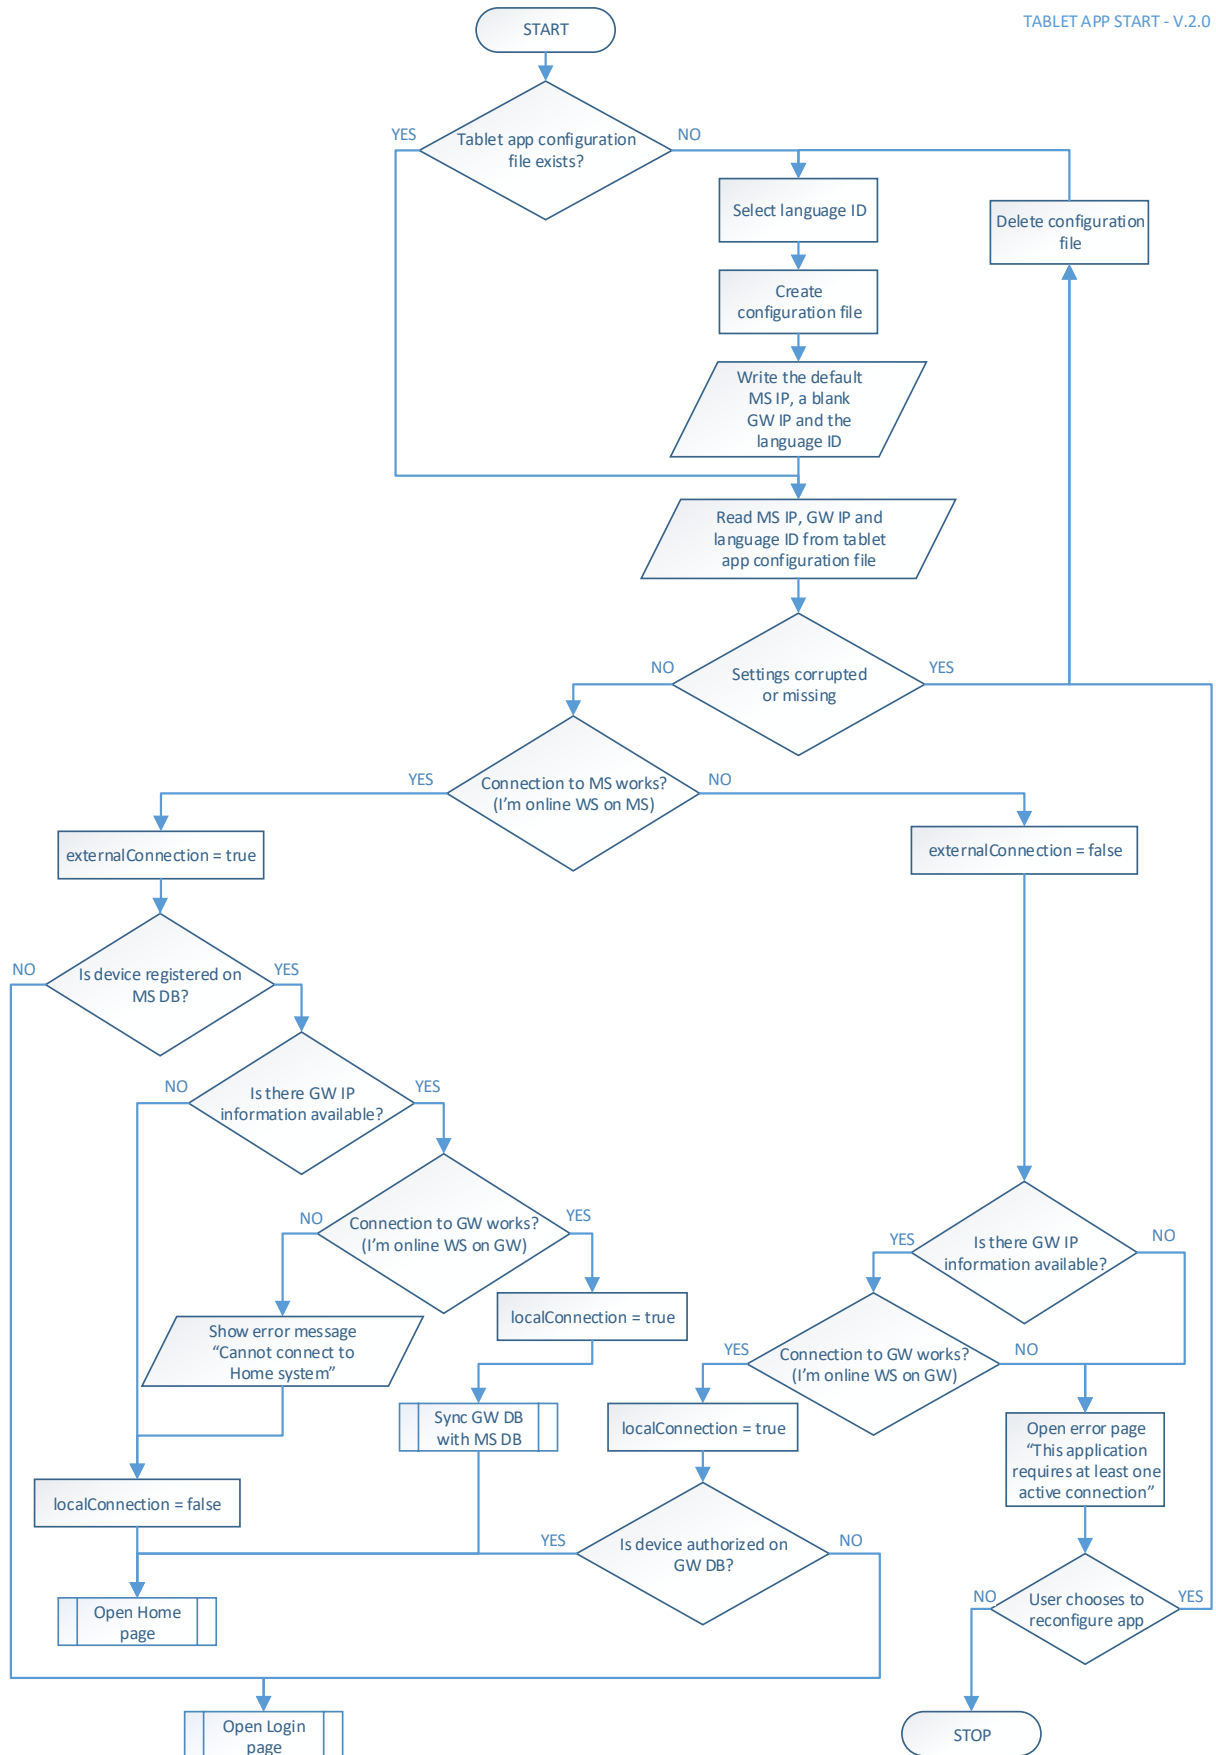 TABLET APP START - V.2.0
START
YES
NO
Tablet app configuration
file exists?
Select language ID
Delete configuration
file
Create
configuration file
Write the default
MS IP, a blank
GW IP and the
language ID
Read MS IP, GW IP and
language ID from tablet
app configuration file
NO
YES
Settings corrupted
or missing
YES
NO
Connection to MS works?
(I'm online WS on MS)
externalConnection = true
externalConnection = false
NO
YES
Is device registered on
MS DB?
NO
YES
Is there GW IP
information available?
NO
YES
Connection to GW works?
(I'm online WS on GW)
YES
NO
Is there GW IP
information available?
localConnection = true
Show error message
“Cannot connect to
Home system”
YES
NO
Connection to GW works?
(I'm online WS on GW)
Sync GW DB
with MS DB
localConnection = true
Open error page
“This application
requires at least one
active connection”
localConnection = false
YES
NO
Is device authorized on
GW DB?
Open Home
page
NO
YES
User chooses to
reconfigure app
Open Login
page
STOP